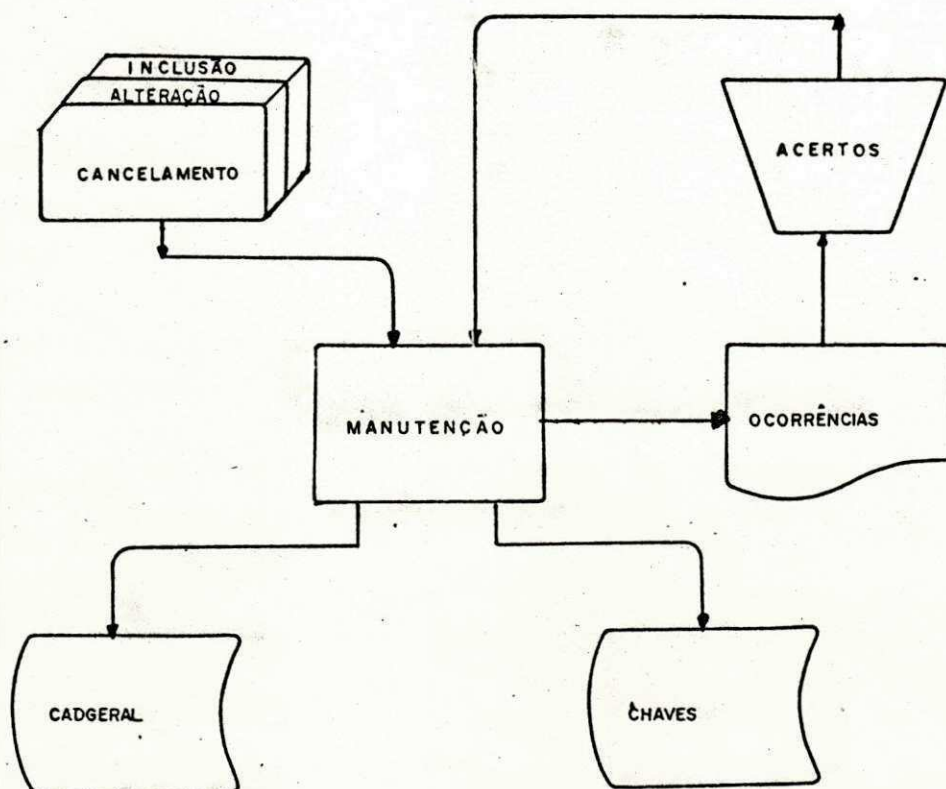 INCLUSÃO
ALTERAÇÃO
CANCELAMENTO
ACERTOS
MANUTENÇÃO
OCORRÊNCIAS
CADGERAL
CHAVES